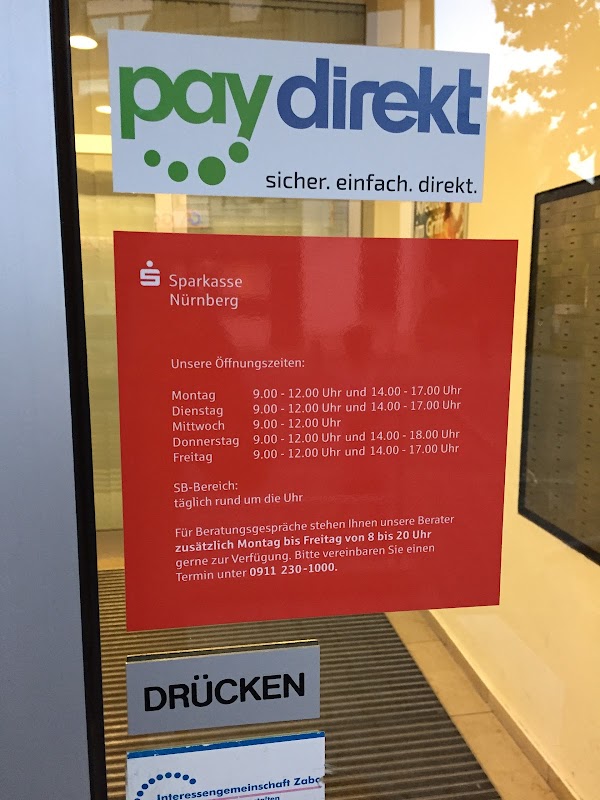 paydirekt
sicher. einfach. direkt.
Sparkasse
Nürnberg
Unsere Öffnungszeiten:
Montag 9.00 - 12.00 Uhr und 14.00 - 17.00 Uhr
Dienstag 9.00 - 12.00 Uhr und 14.00 - 17.00 Uhr
Mittwoch 9.00 - 12.00 Uhr
Donnerstag 9.00 - 12.00 Uhr und 14.00 - 18.00 Uhr
Freitag 9.00 - 12.00 Uhr und 14.00 - 17.00 Uhr
SB-Bereich:
täglich rund um die Uhr
Für Beratungsgespräche stehen Ihnen unsere Berater
zusätzlich Montag bis Freitag von 8 bis 20 Uhr
gerne zur Verfügung. Bitte vereinbaren Sie einen
Termin unter 0911 230-1000.
DRÜCKEN
Interessengemeinschaft Zabo